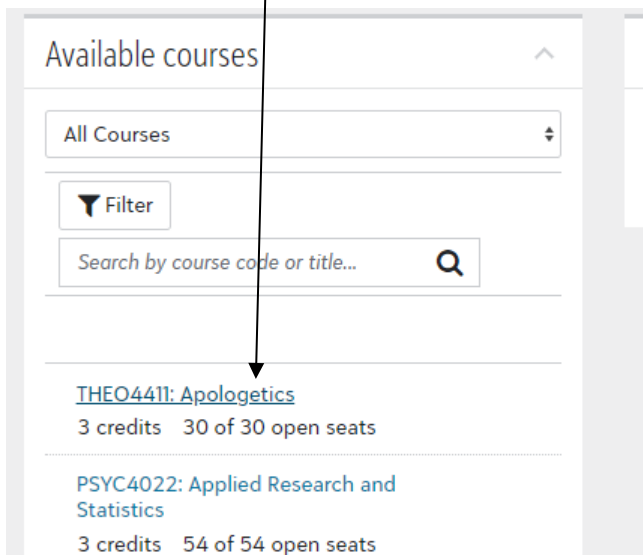 Available courses
All Courses
Filter
Search by course code or title...
THEO4411: Apologetics
3 credits 30 of 30 open seats
PSYC4022: Applied Research and
Statistics
3 credits 54 of 54 open seats